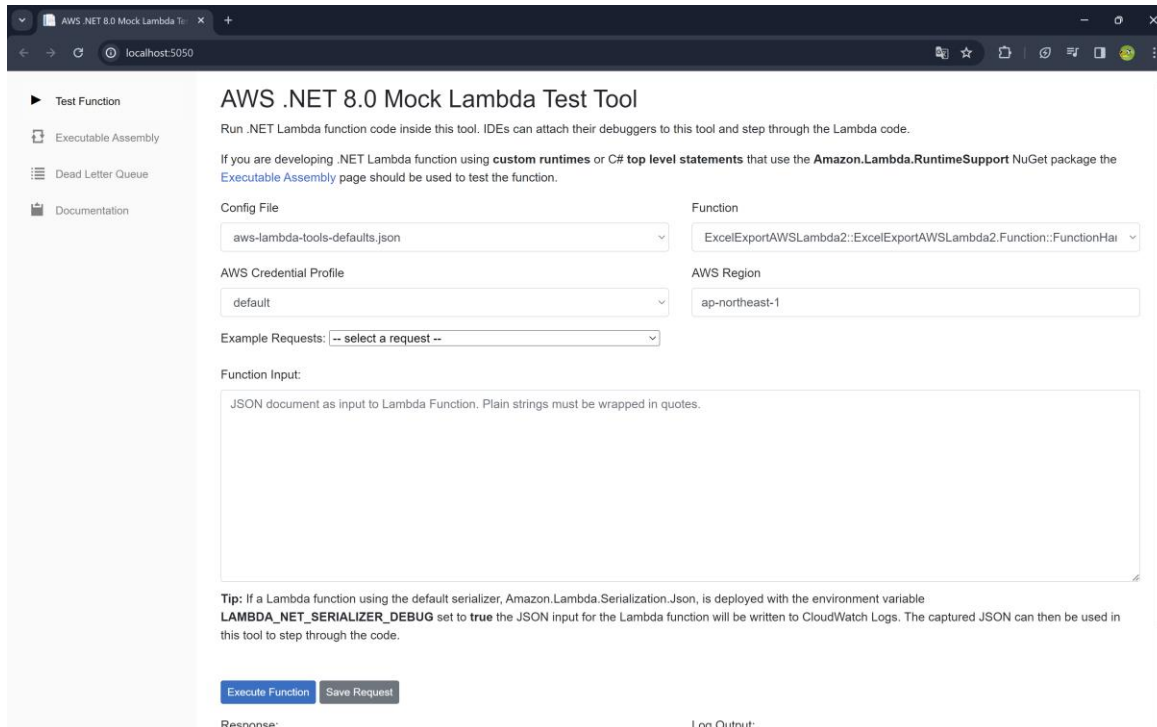 AWS .NET 8.0 Mock Lambda Te
localhost:5050
Test Function
Executable Assembly
Dead Letter Queue
Documentation
AWS .NET 8.0 Mock Lambda Test Tool
Run .NET Lambda function code inside this tool. IDEs can attach their debuggers to this tool and step through the Lambda code.
If you are developing .NET Lambda function using custom runtimes or C# top level statements that use the Amazon.Lambda.RuntimeSupport NuGet package the
Executable Assembly page should be used to test the function.
Config File
Function
aws-lambda-tools-defaults.json
ExcelExportAWSLambda2::ExcelExportAWSLambda2.Function::FunctionHar
AWS Credential Profile
AWS Region
default
ap-northeast-1
Example Requests: -- select a request --
Function Input:
JSON document as input to Lambda Function. Plain strings must be wrapped in quotes.
Tip: If a Lambda function using the default serializer, Amazon.Lambda.Serialization.Json, is deployed with the environment variable
LAMBDA_NET_SERIALIZER_DEBUG set to true the JSON input for the Lambda function will be written to CloudWatch Logs. The captured JSON can then be used in
this tool to step through the code.
Execute Function
Save Request
Response:
Log Output: